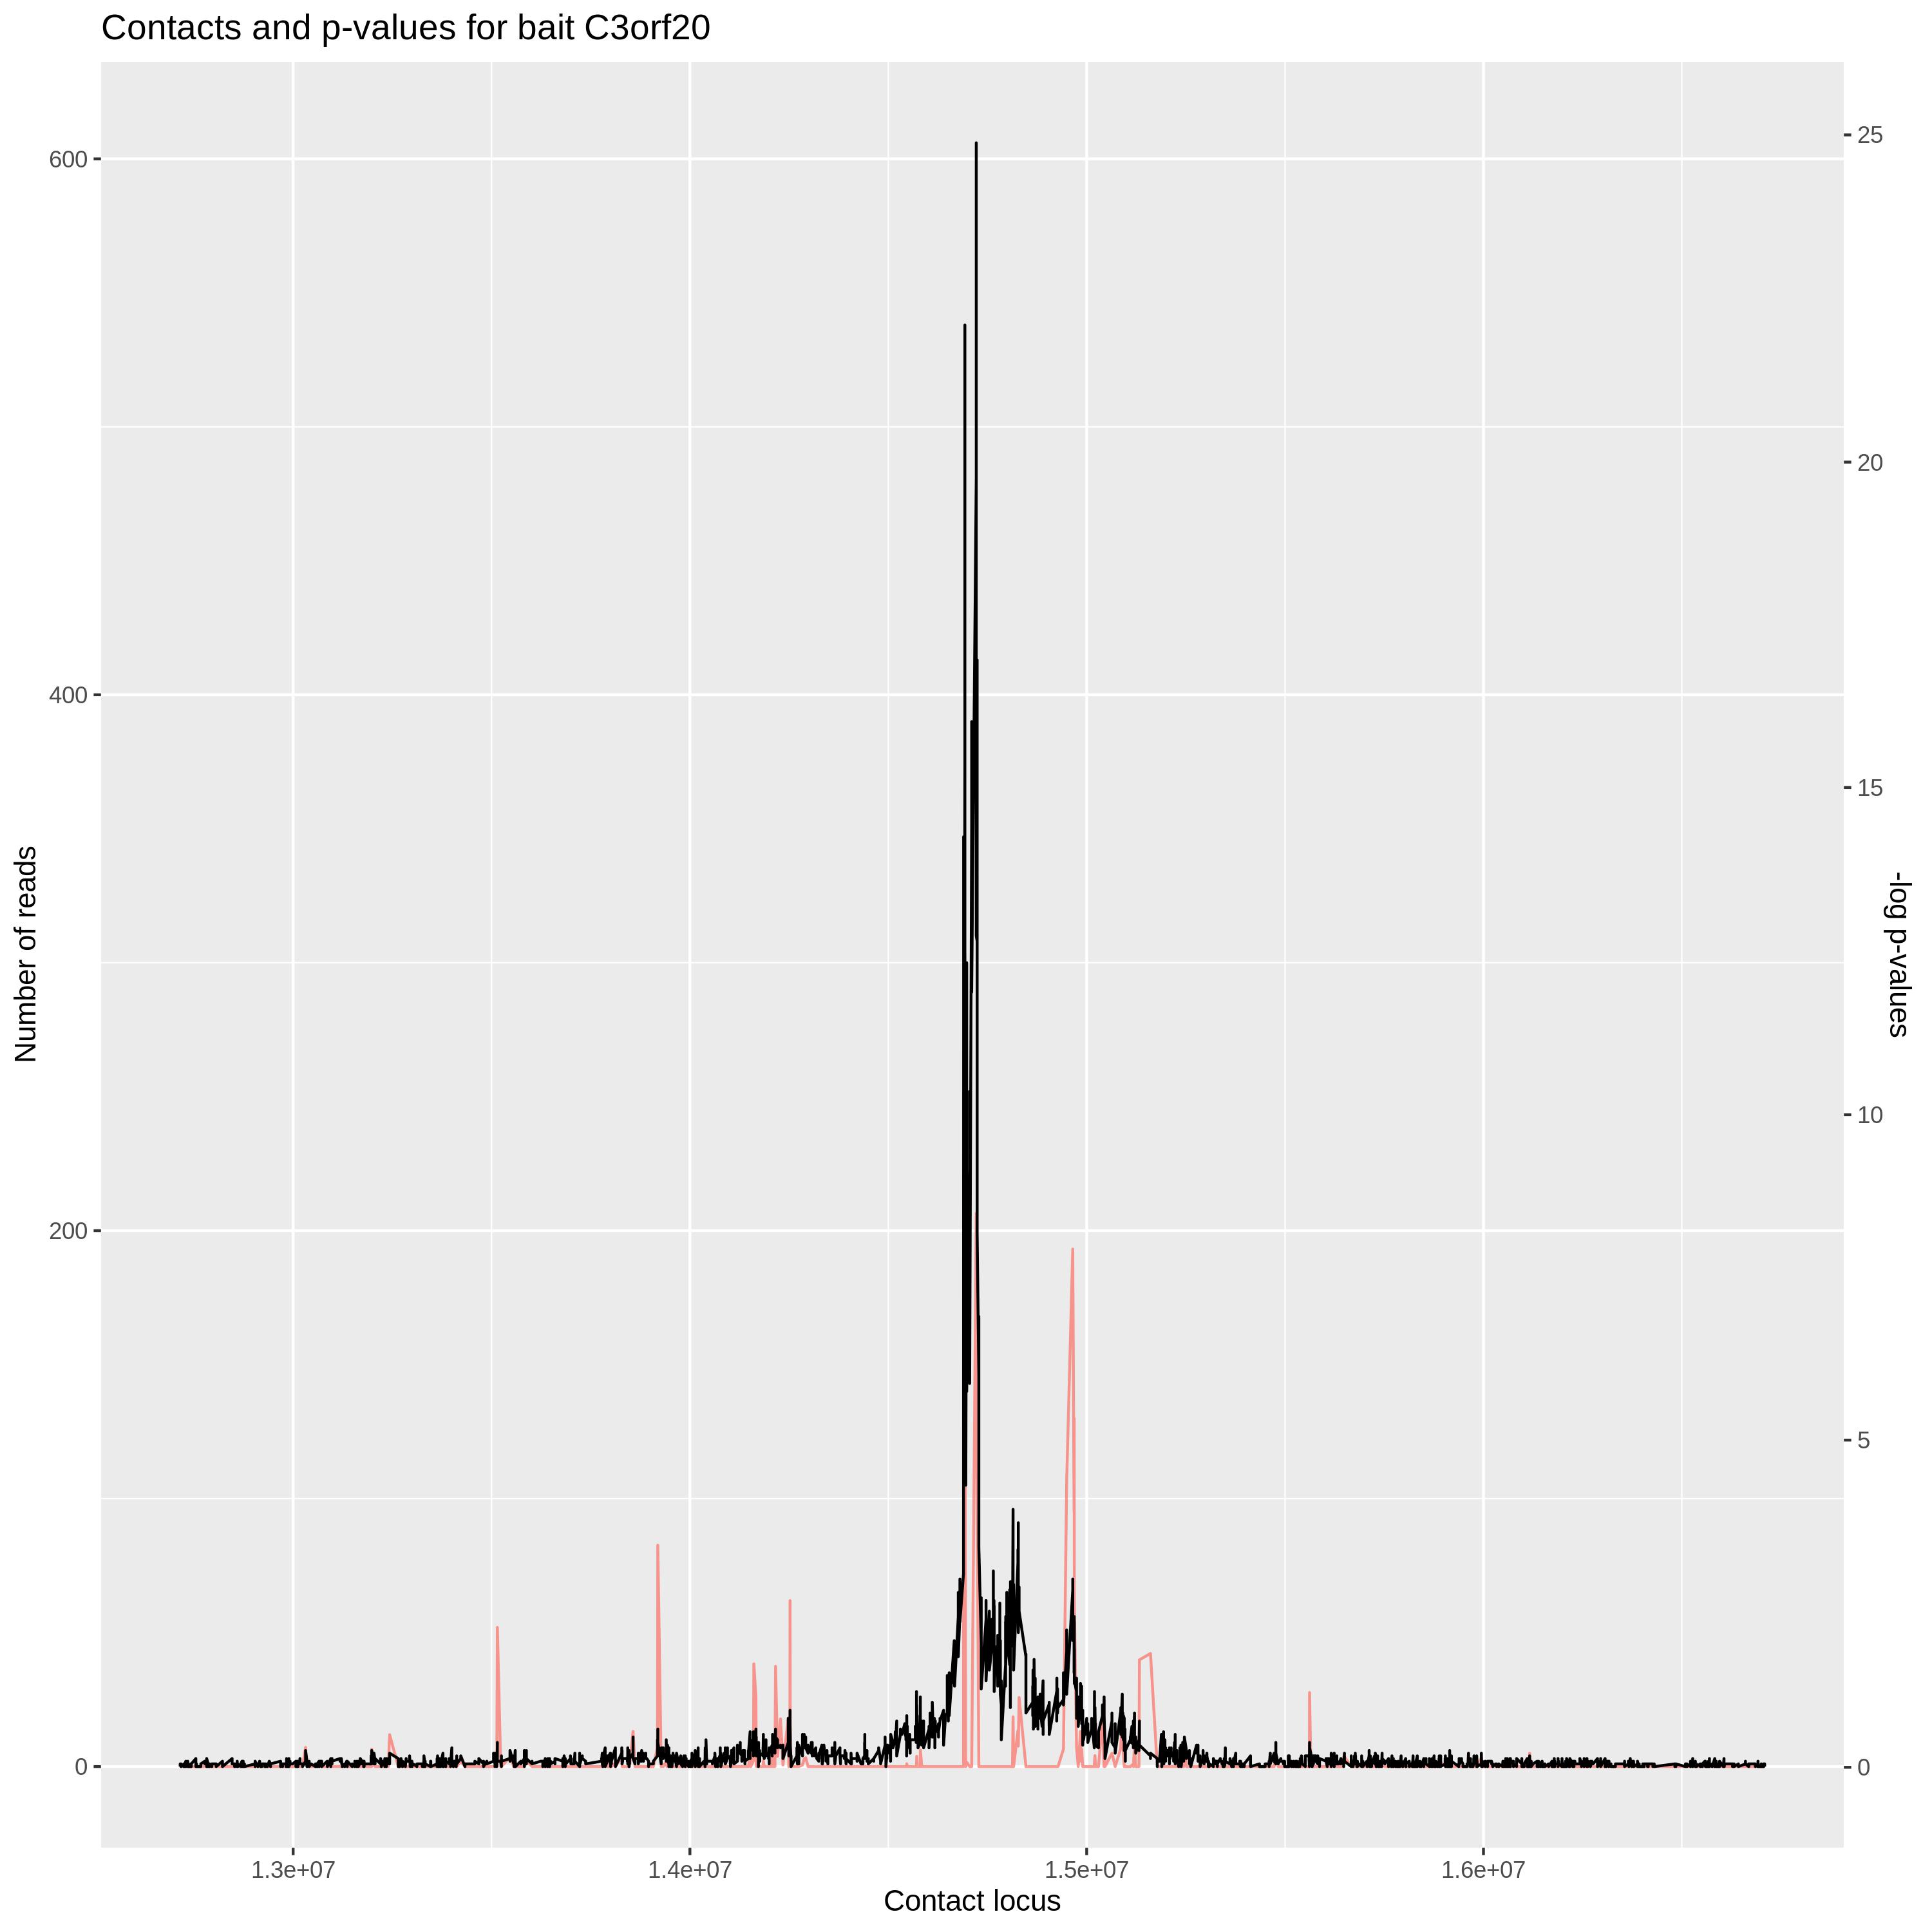 Contacts and p-values for bait C3orf20
600
400
200
0
Number of reads
25
20
15
10
5
0
-log p-values
1.3e+07
1.4e+07
1.5e+07
1.6e+07
Contact locus